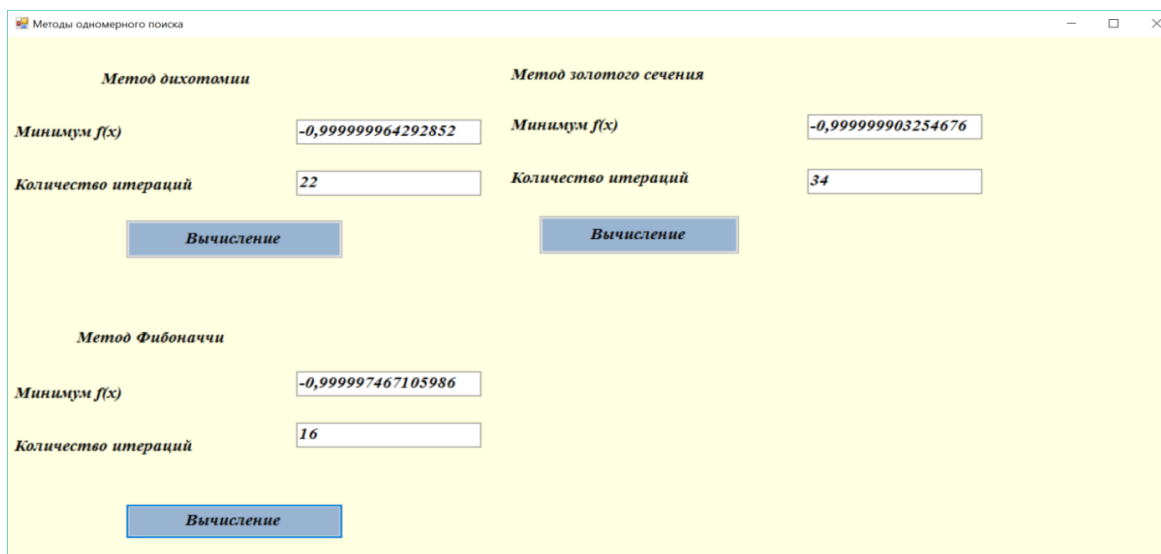 Методы одномерного поиска
Метод дихотомии
Минимум f(x)
-0,999999964292852
Количество итераций
22
Вычисление
Метод золотого сечения
Минимум f(x)
-0,999999903254676
Количество итераций
34
Вычисление
Метод Фибоначчи
Минимум f(x)
-0,999997467105986
Количество итераций
16
Вычисление